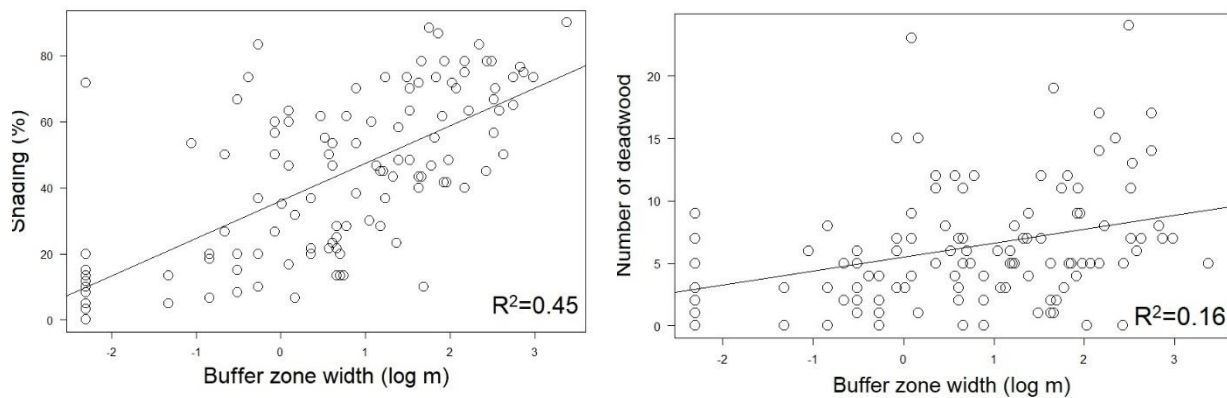 80
60
40
20
0
Shading (%)
-2 -1 0 1 2 3
Buffer zone width (log m)
R²=0.45
20
15
10
5
0
Number of deadwood
-2 -1 0 1 2 3
Buffer zone width (log m)
R²=0.16